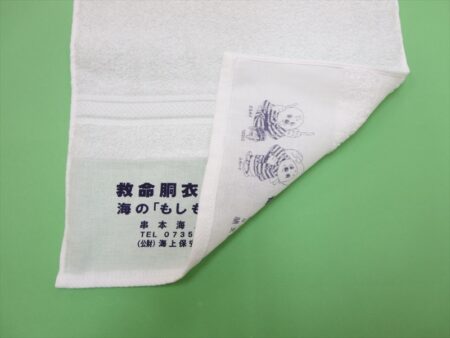 救命胴衣
海の「もしも
串本海
TEL 0735
(公財)海上保